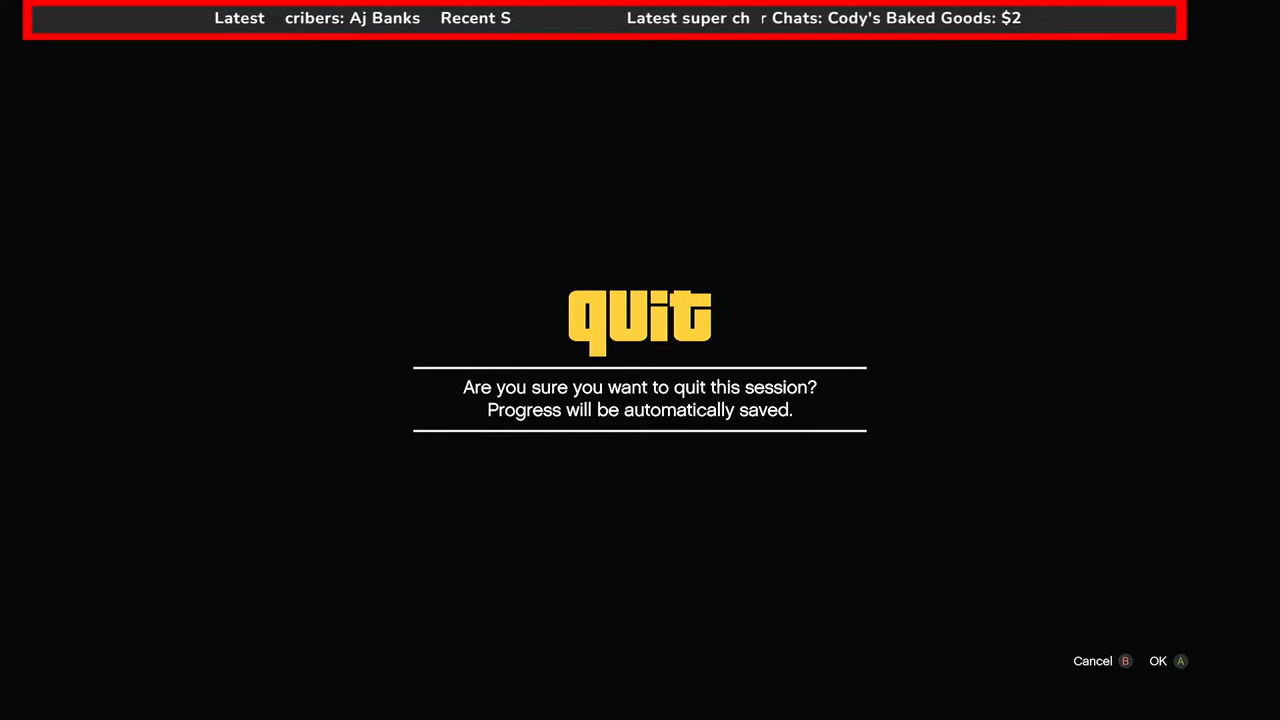 Latest cribers: Aj Banks Recent S Latest super ch r Chats: Cody's Baked Goods: $2
quit
Are you sure you want to quit this session?
Progress will be automatically saved.
Cancel B OK A